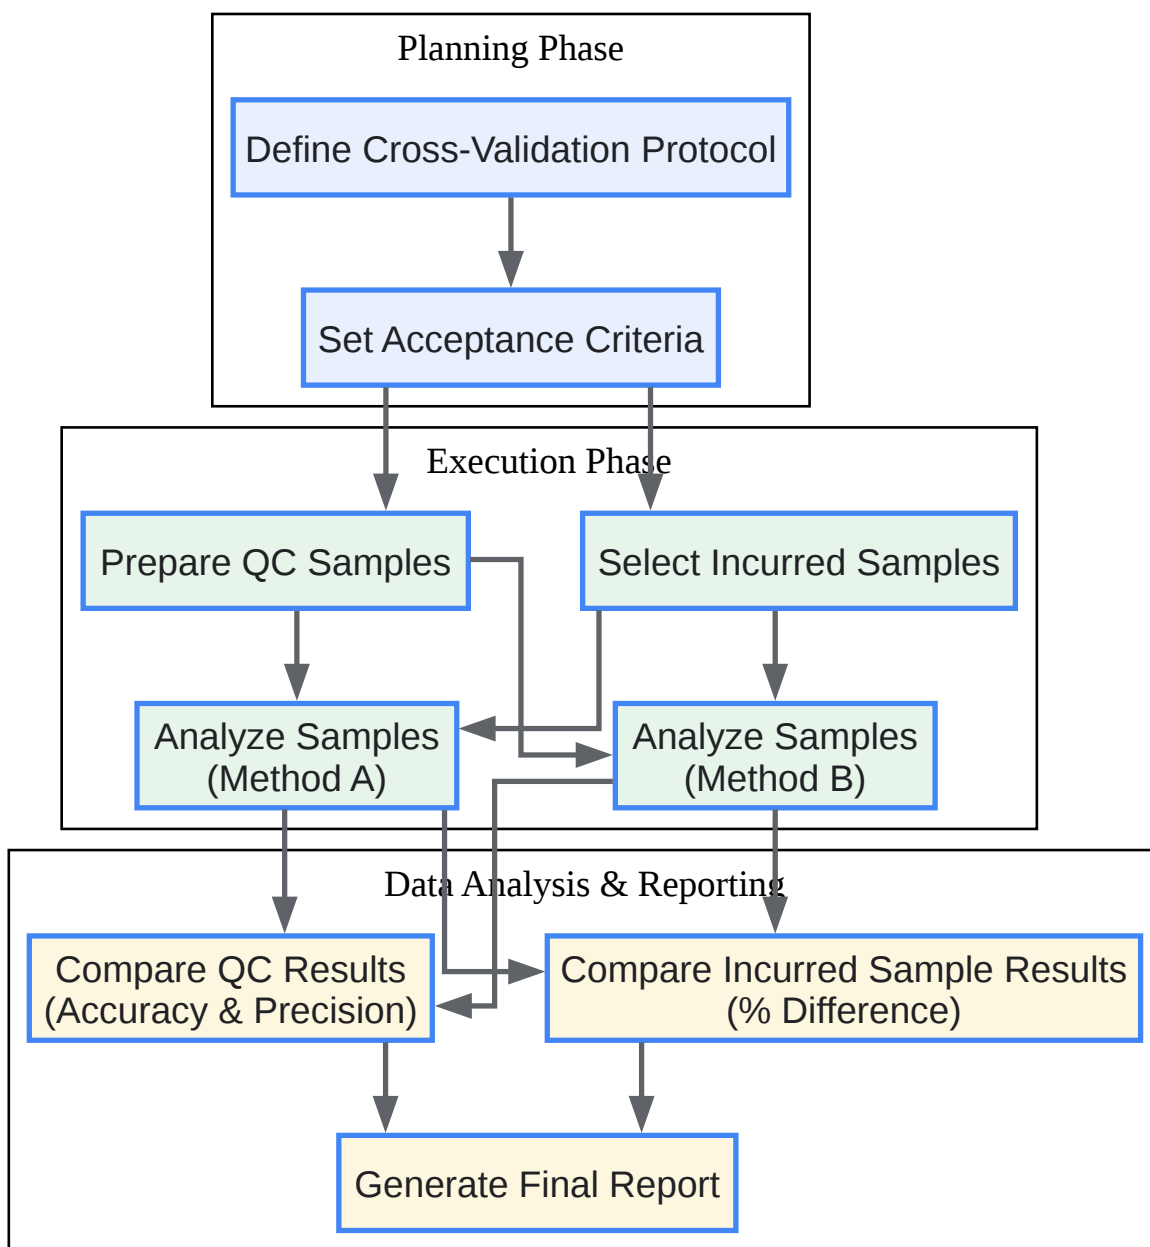 Planning Phase
Define Cross-Validation Protocol
Set Acceptance Criteria
Execution Phase
Prepare QC Samples
Select Incurred Samples
Analyze Samples
(Method A)
Analyze Samples
(Method B)
Data Analysis & Reporting
Compare QC Results
(Accuracy & Precision)
Compare Incurred Sample Results
(% Difference)
Generate Final Report